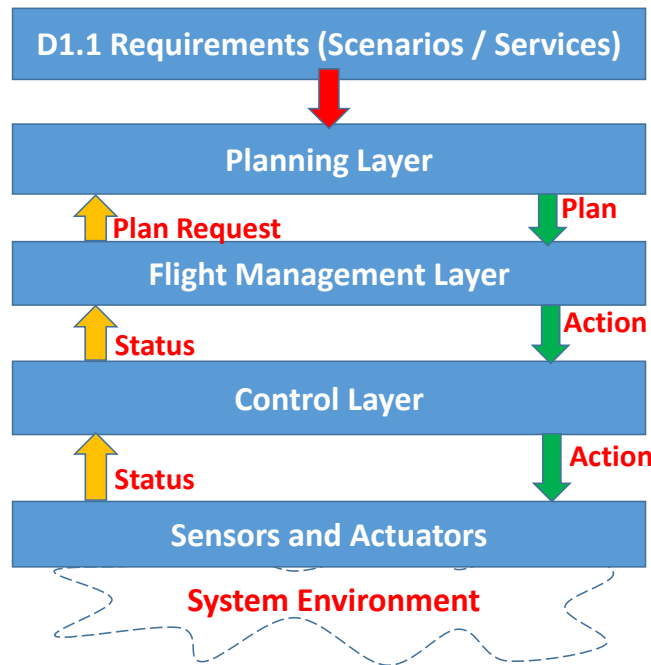 D1.1 Requirements (Scenarios / Services)
Planning Layer
Plan Request
Plan
Flight Management Layer
Status
Action
Control Layer
Status
Action
Sensors and Actuators
System Environment